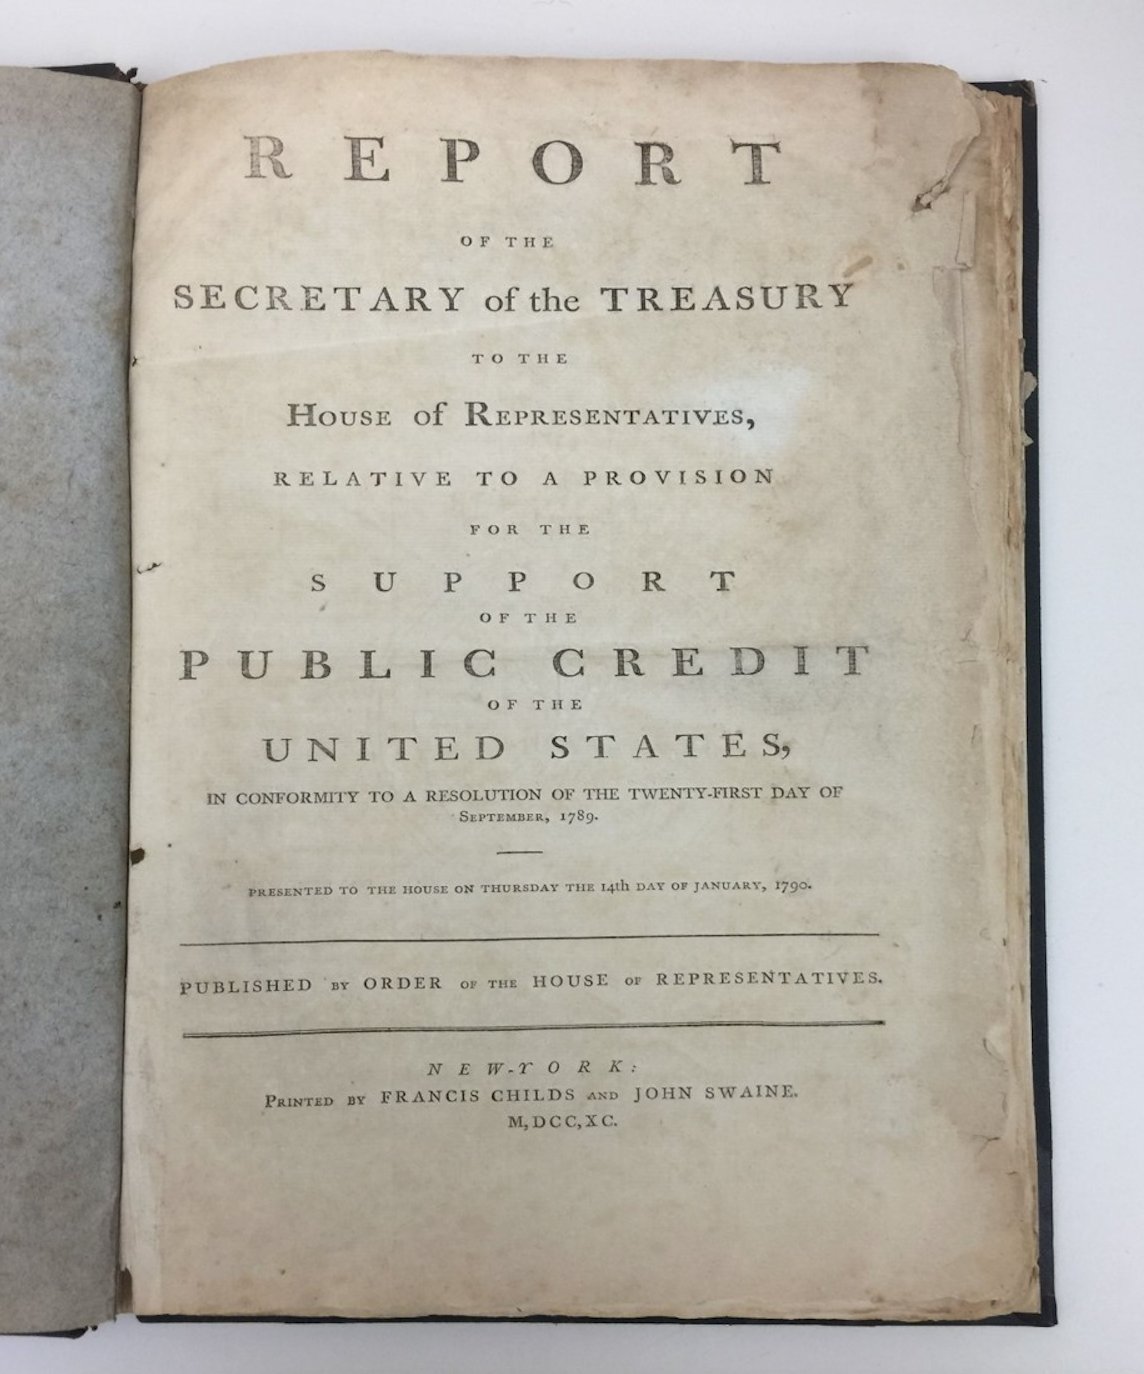 REPORT
OF THE
SECRETARY of the TREASURY
TO THE
HOUSE of REPRESENTATIVES,
RELATIVE TO A PROVISION
FOR THE
SUPPORT
OF THE
PUBLIC CREDIT
OF THE
UNITED STATES,
IN CONFORMITY TO A RESOLUTION OF THE TWENTY-FIRST DAY OF
SEPTEMBER, 1789.
PRESENTED TO THE HOUSE ON THURSDAY THE 14th DAY OF JANUARY, 1790.
PUBLISHED BY ORDER OF THE HOUSE OF REPRESENTATIVES.
NEW-YORK:
PRINTED BY FRANCIS CHILDS AND JOHN SWAINE.
M,DCC,XC.